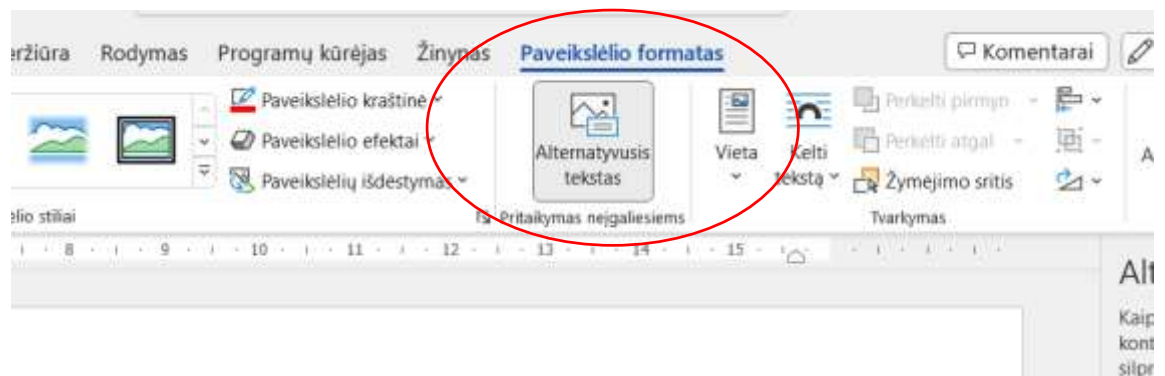 eržiūra Rodymas Programų kūrėjas Žinynas Paveikslėlio formatas Komentarai
Paveikslėlio kraštinė
Paveikslėlio efektai
Paveikslėlių išdėstymas
Alternatyvusis
tekstas
Vieta
Kelti
tekstą
Perkelti pirmyn
Perkelti atgal
Žymėjimo sritis
A
elio stiliai Pritaikymas neįgaliesiems Tvarkymas
8 9 10 11 12 13 14 15
Alt
Kaip
kont
silpr